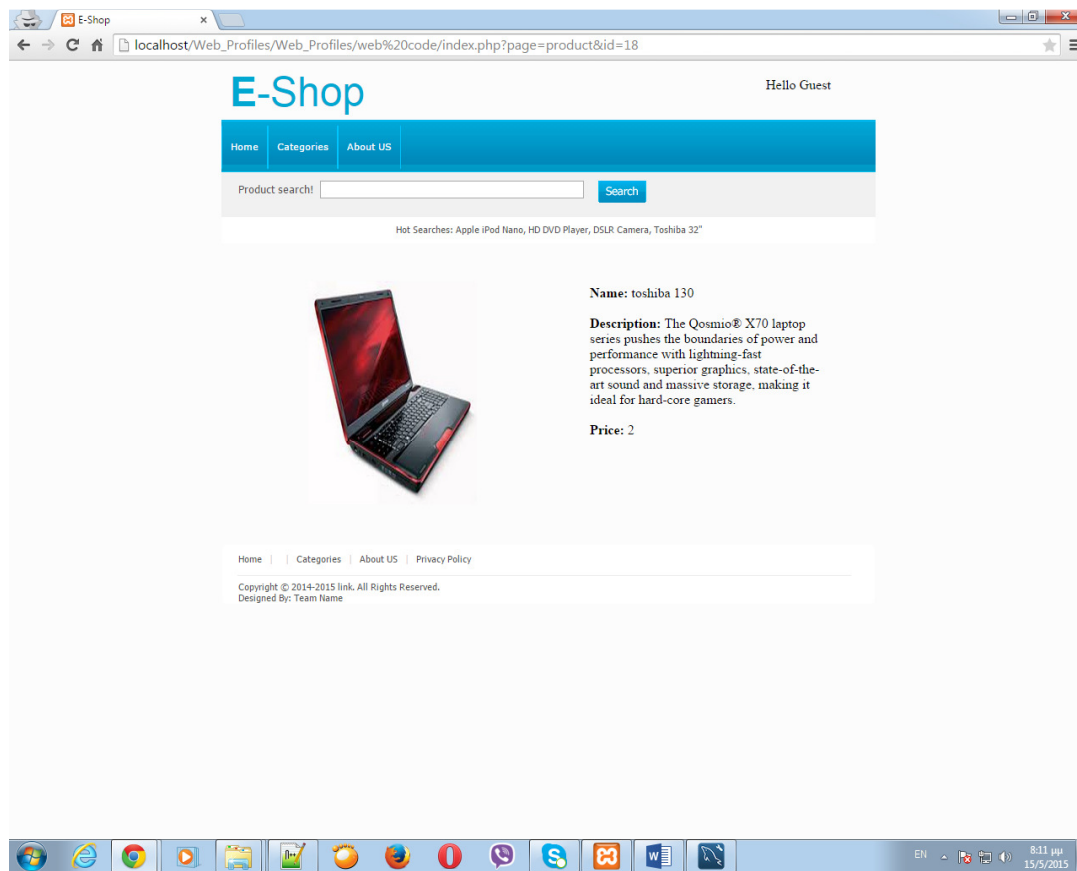 E-Shop
localhost/Web_Profiles/Web_Profiles/web%20code/index.php?page=product&id=18
E-Shop
Hello Guest
Home
Categories
About US
Product search!
Search
Hot Searches: Apple iPod Nano, HD DVD Player, DSLR Camera, Toshiba 32"
Name: toshiba 130
Description: The Qosmio® X70 laptop
series pushes the boundaries of power and
performance with lightning-fast
processors, superior graphics, state-of-the-
art sound and massive storage, making it
ideal for hard-core gamers.
Price: 2
Home | | Categories | About US | Privacy Policy
Copyright © 2014-2015 link. All Rights Reserved.
Designed By: Team Name
EN
8:11 μμ
15/5/2015